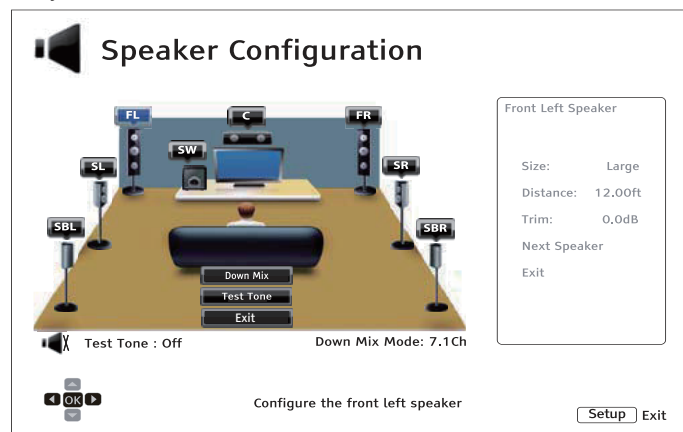 Speaker Configuration
FL
C
FR
SW
SL
SR
SBL
SBR
Down Mix
Test Tone
Exit
Test Tone : Off
Down Mix Mode: 7.1Ch
Front Left Speaker
Size: Large
Distance: 12.00ft
Trim: 0.0dB
Next Speaker
Exit
OK
Configure the front left speaker
Setup Exit